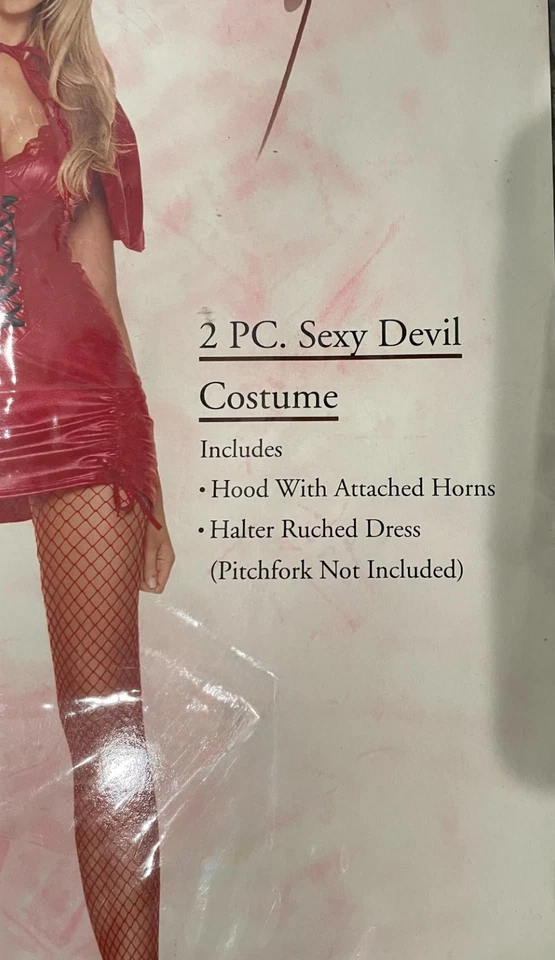 2 PC. Sexy Devil
Costume
Includes
• Hood With Attached Horns
• Halter Ruched Dress
(Pitchfork Not Included)